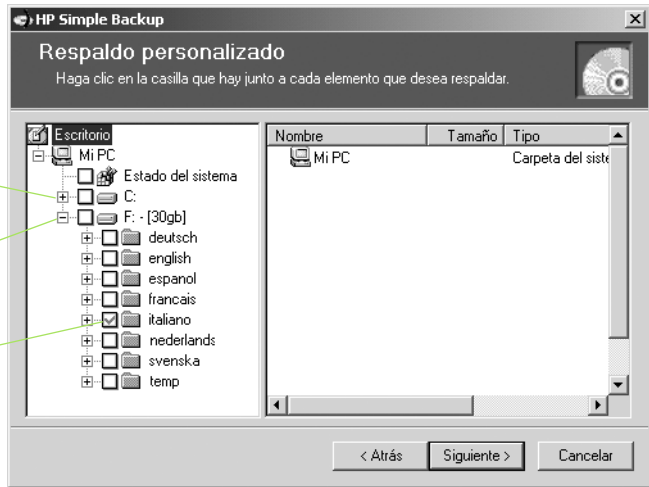 HP Simple Backup
Respaldo personalizado
Haga clic en la casilla que hay junto a cada elemento que desea respaldar.
Escritorio
Mi PC
Estado del sistema
C:
F: - [30gb]
deutsch
english
espanol
francais
italiano
nederlands
svenska
temp
Nombre Tamaño Tipo
Mi PC Carpeta del siste
< Atrás Siguiente > Cancelar